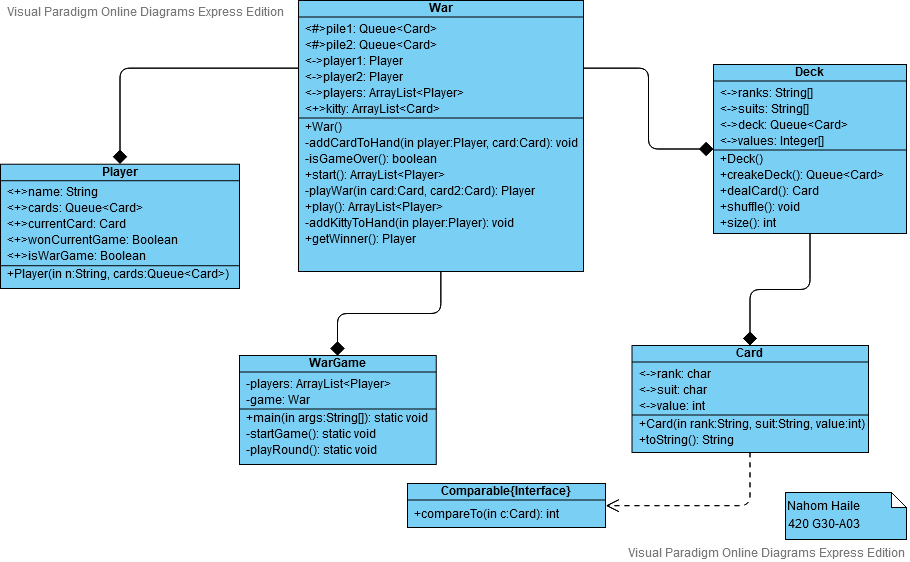 Visual Paradigm Online Diagrams Express Edition
War
<#>pile1: Queue<Card>
<#>pile2: Queue<Card>
<->player1: Player
<->player2: Player
<->players: ArrayList<Player>
<+>kitty: ArrayList<Card>
+War()
-addCardToHand(in player:Player, card:Card): void
-isGameOver(): boolean
+start(): ArrayList<Player>
-playWar(in card:Card, card2:Card): Player
+play(): ArrayList<Player>
-addKittyToHand(in player:Player): void
+getWinner(): Player
Deck
<->ranks: String[]
<->suits: String[]
<->deck: Queue<Card>
<->values: Integer[]
+Deck()
+creakeDeck(): Queue<Card>
+dealCard(): Card
+shuffle(): void
+size(): int
Player
<+>name: String
<+>cards: Queue<Card>
<+>currentCard: Card
<+>wonCurrentGame: Boolean
<+>isWarGame: Boolean
+Player(in n:String, cards:Queue<Card>)
WarGame
-players: ArrayList<Player>
-game: War
+main(in args:String[]): static void
-startGame(): static void
-playRound(): static void
Card
<->rank: char
<->suit: char
<->value: int
+Card(in rank:String, suit:String, value:int)
+toString(): String
Comparable{Interface}
+compareTo(in c:Card): int
Nahom Haile
420 G30-A03
Visual Paradigm Online Diagrams Express Edition